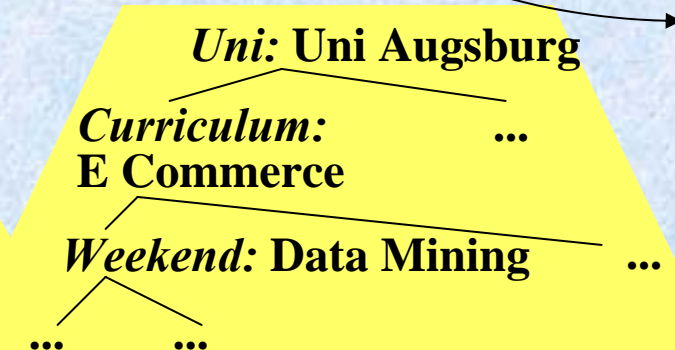 Uni: Uni Augsburg
Curriculum: ...
E Commerce
Weekend: Data Mining ...
... ...